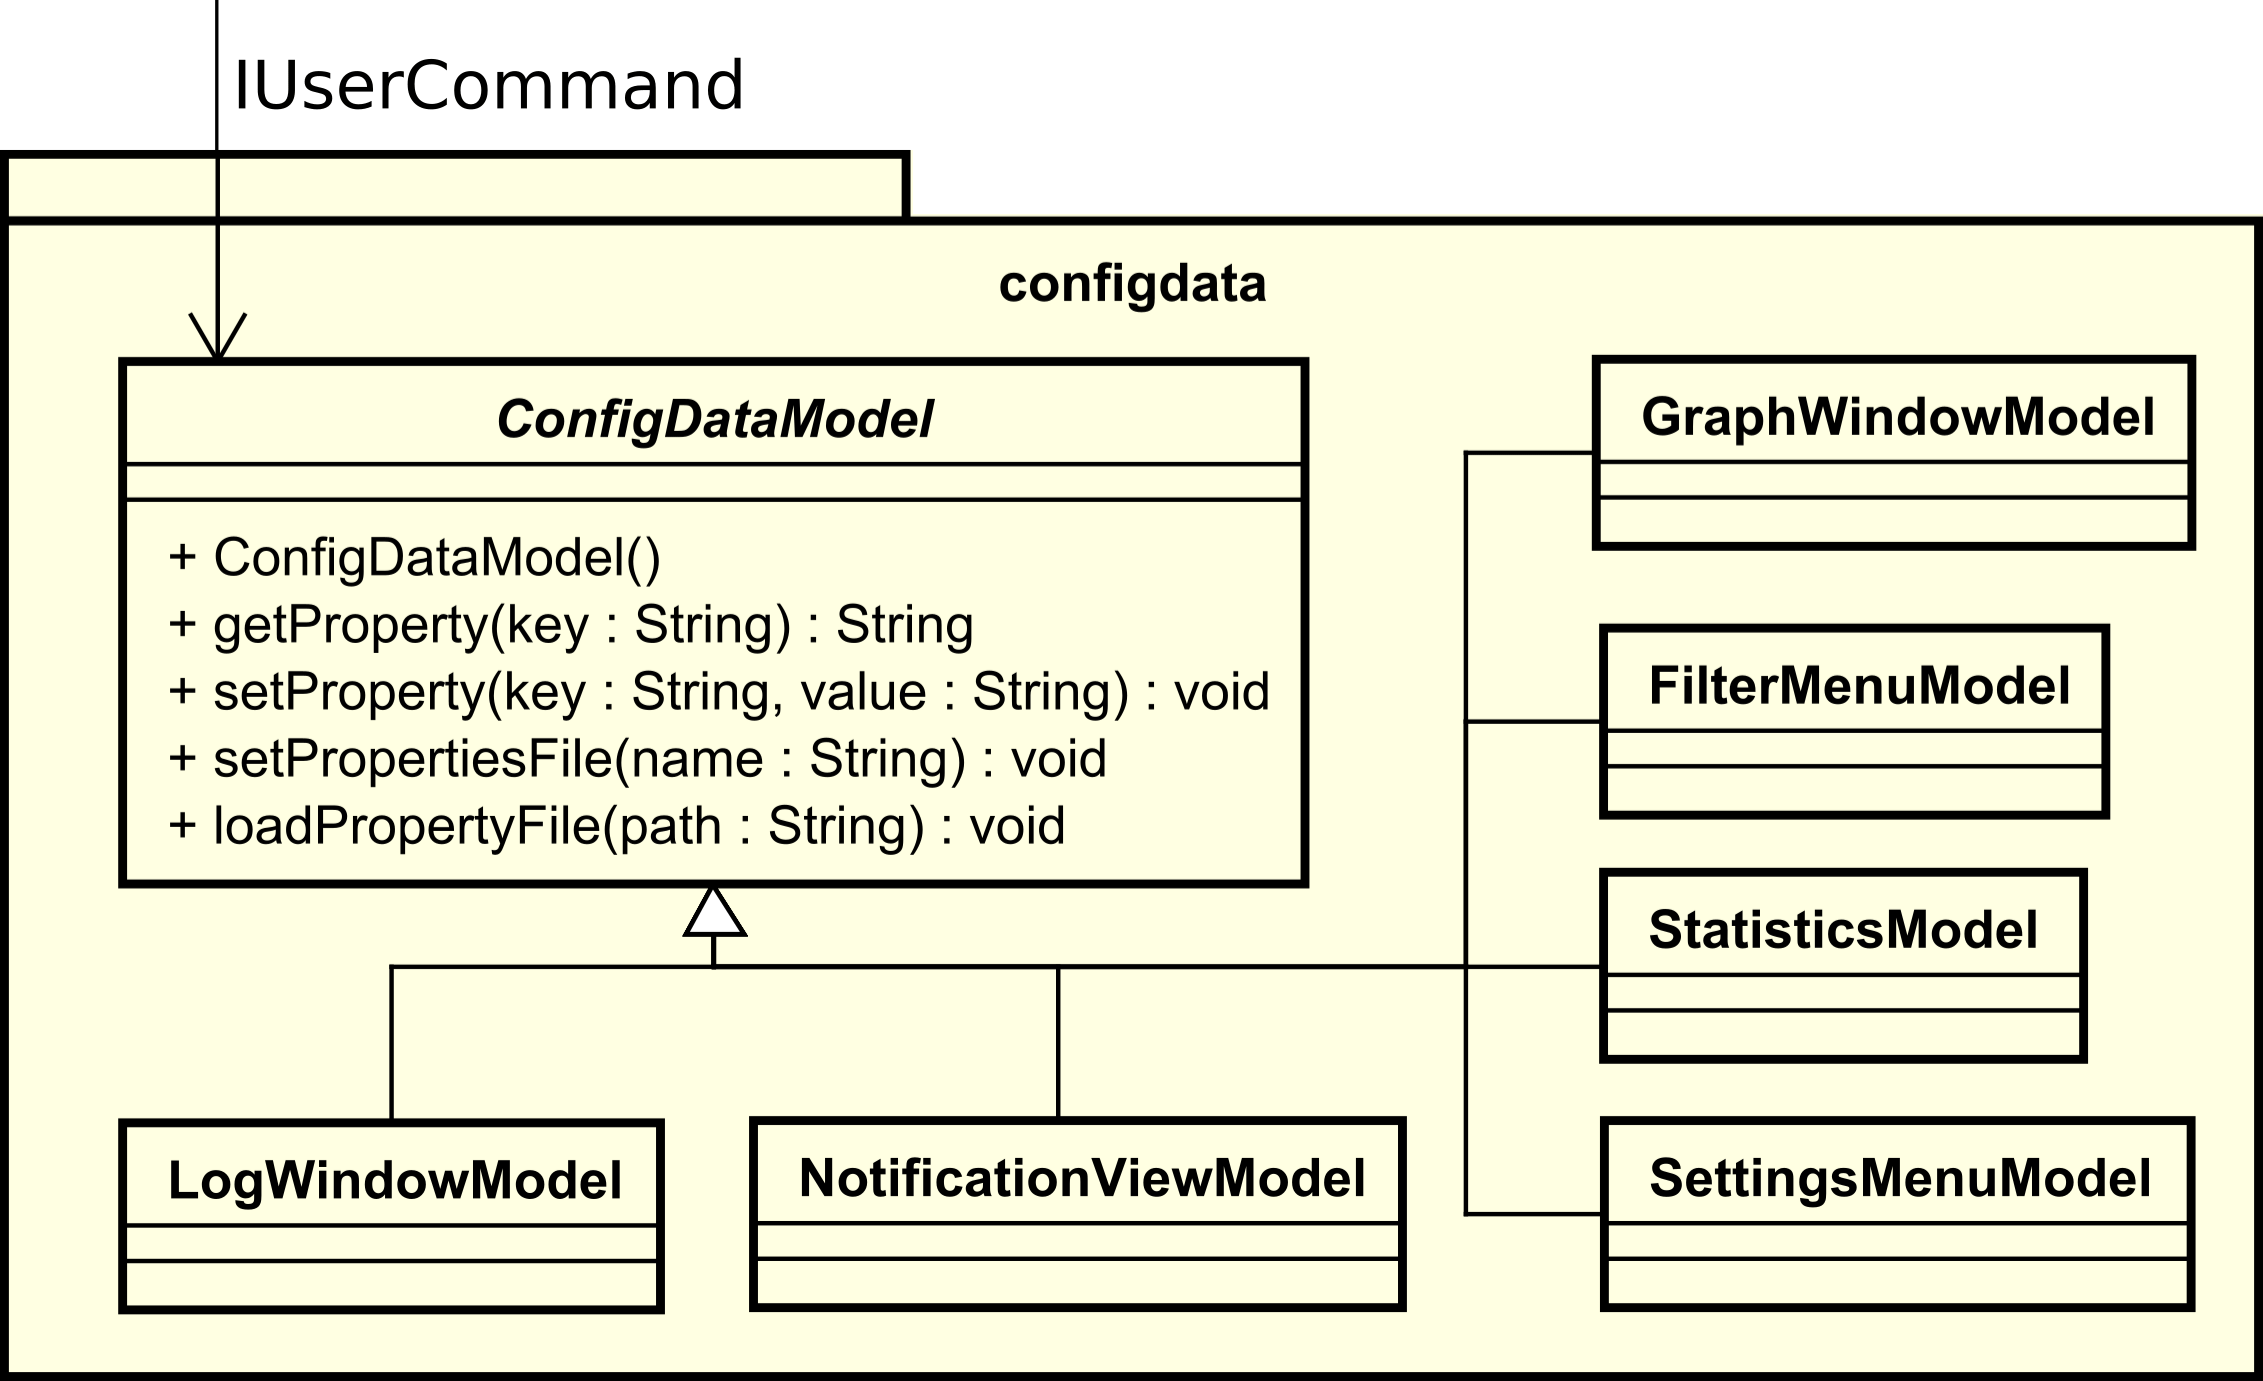 IUserCommand
configdata
ConfigDataModel
+ ConfigDataModel()
+ getProperty(key : String) : String
+ setProperty(key : String, value : String) : void
+ setPropertiesFile(name : String) : void
+ loadPropertyFile(path : String) : void
GraphWindowModel
FilterMenuModel
StatisticsModel
LogWindowModel
NotificationViewModel
SettingsMenuModel